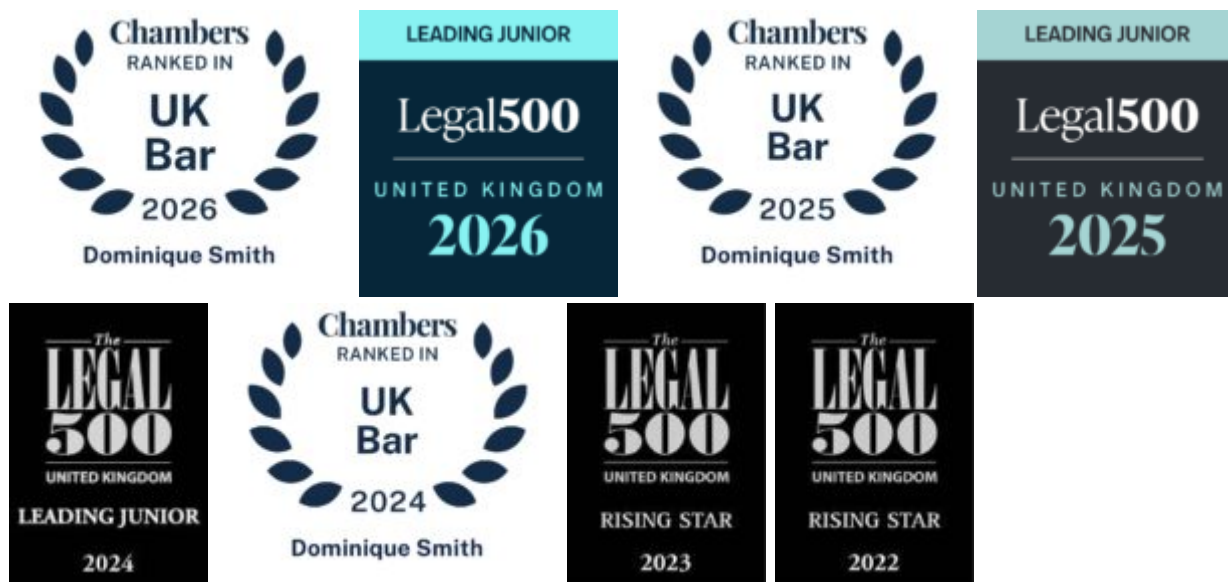 Chambers
RANKED IN
UK
Bar
2026
Dominique Smith
LEADING JUNIOR
Legal500
UNITED KINGDOM
2026
Chambers
RANKED IN
UK
Bar
2025
Dominique Smith
LEADING JUNIOR
Legal500
UNITED KINGDOM
2025
The
LEGAL
500
UNITED KINGDOM
LEADING JUNIOR
2024
Chambers
RANKED IN
UK
Bar
2024
Dominique Smith
The
LEGAL
500
UNITED KINGDOM
RISING STAR
2023
The
LEGAL
500
UNITED KINGDOM
RISING STAR
2022